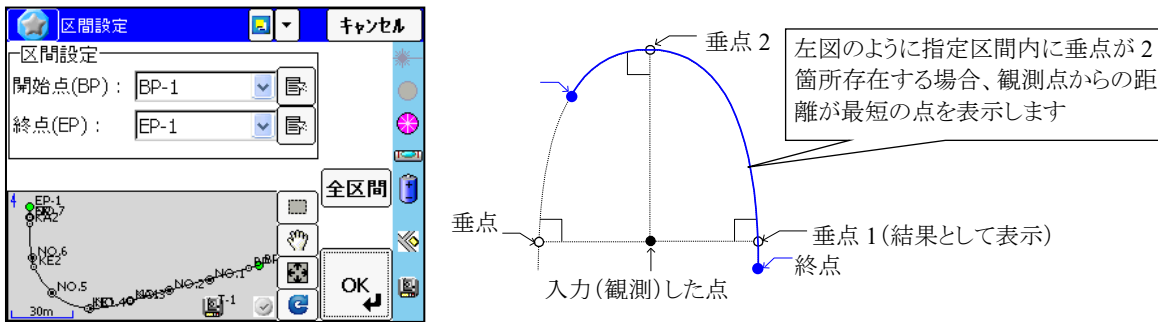 区間設定
キャンセル
区間設定
開始点(BP)：
BP-1
終点(EP)：
EP-1
全区間
4
EP-1
KA2
NO.6
KE2
NO.5
NO.2
NO.1
T-1
30m
OK
垂点 2
左図のように指定区間内に垂点が 2
箇所存在する場合、観測点からの距
離が最短の点を表示します
垂点
垂点 1(結果として表示)
終点
入力(観測)した点